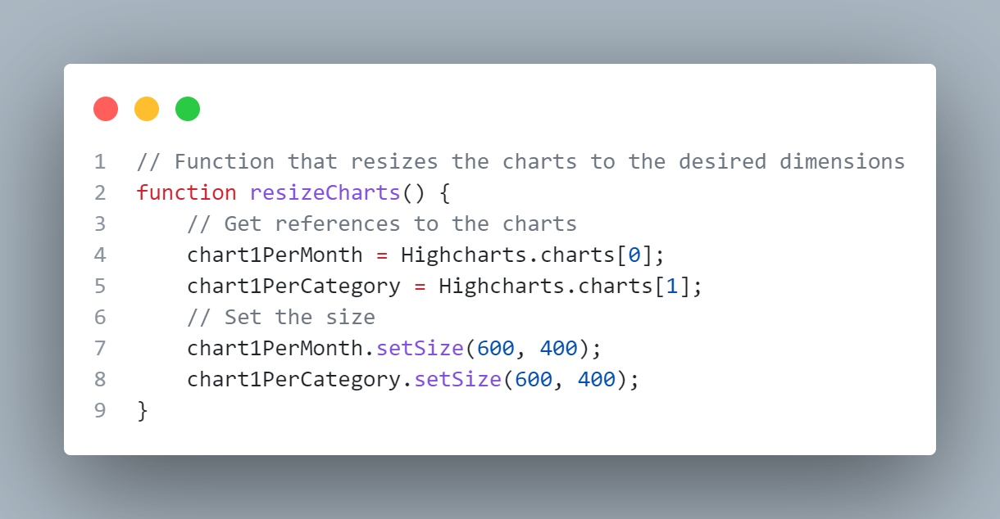 1 // Function that resizes the charts to the desired dimensions
2 function resizeCharts() {
3     // Get references to the charts
4     chart1PerMonth = Highcharts.charts[0];
5     chart1PerCategory = Highcharts.charts[1];
6     // Set the size
7     chart1PerMonth.setSize(600, 400);
8     chart1PerCategory.setSize(600, 400);
9 }